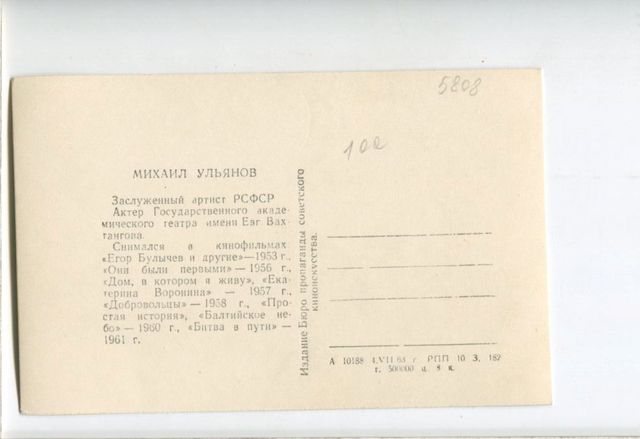 5808
100
МИХАИЛ УЛЬЯНОВ
Заслуженный артист РСФСР
Актер Государственного акаде-
мического театра имени Евг Вах-
тангова.
Снимался в кинофильмах
«Егор Булычев и другие»—1953 г.,
«Они были первыми» — 1956 г.,
«Дом, в котором я живу», «Ека-
терина Воронина» — 1957 г.,
«Добровольцы» — 1958 г., «Про-
стая история», «Балтийское не-
бо» — 1960 г., «Битва в пути» —
1961 г.
Издание Бюро пропаганды советского
киноискусства.
А 10188 4.VII 63 г РПП 10 З. 182
т. 500000 ц. 8 к.